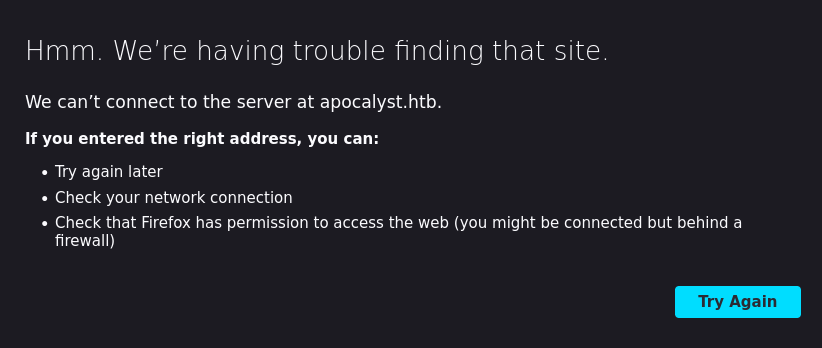 Hmm. We’re having trouble finding that site.
We can’t connect to the server at apocalyst.htb.
If you entered the right address, you can:
• Try again later
• Check your network connection
• Check that Firefox has permission to access the web (you might be connected but behind a
firewall)
Try Again